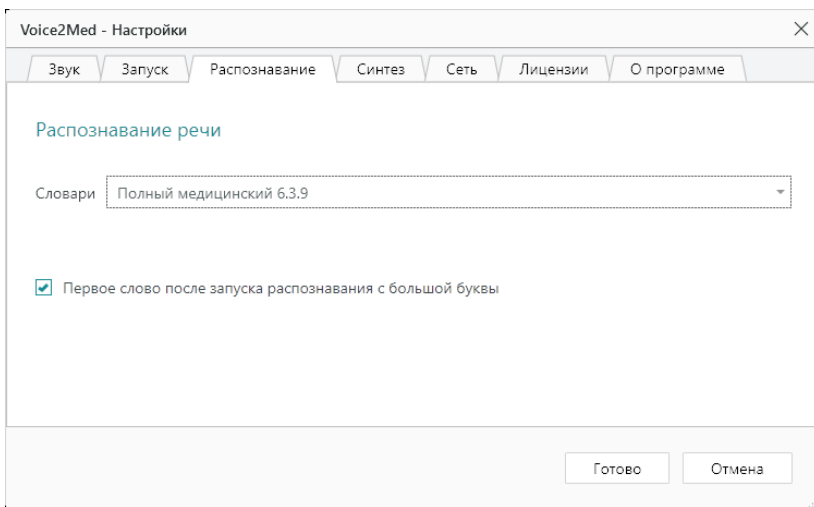 Voice2Med - Настройки
Звук Запуск Распознавание Синтез Сеть Лицензии О программе
Распознавание речи
Словари Полный медицинский 6.3.9
Первое слово после запуска распознавания с большой буквы
Готово Отмена